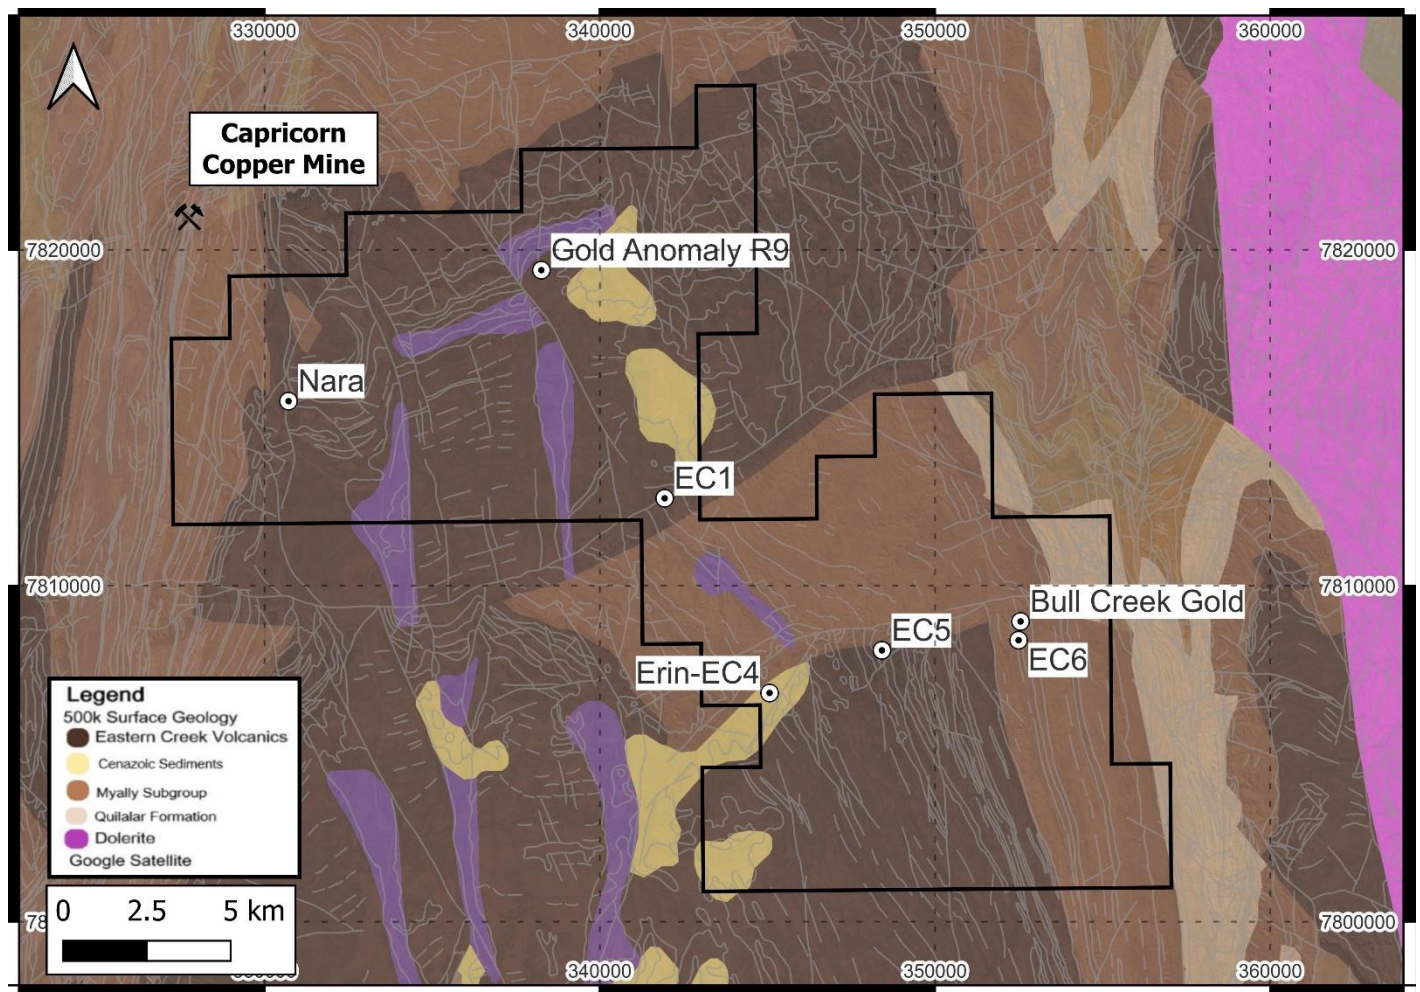 330000
340000
350000
360000
Capricorn
Copper Mine
7820000
Gold Anomaly R9
7820000
Nara
EC1
7810000
7810000
Bull Creek Gold
EC5
EC6
Erin-EC4
Legend
500k Surface Geology
Eastern Creek Volcanics
Cenazoic Sediments
Myally Subgroup
Quilalar Formation
Dolerite
Google Satellite
0 2.5 5 km
78
7800000
340000
350000
360000